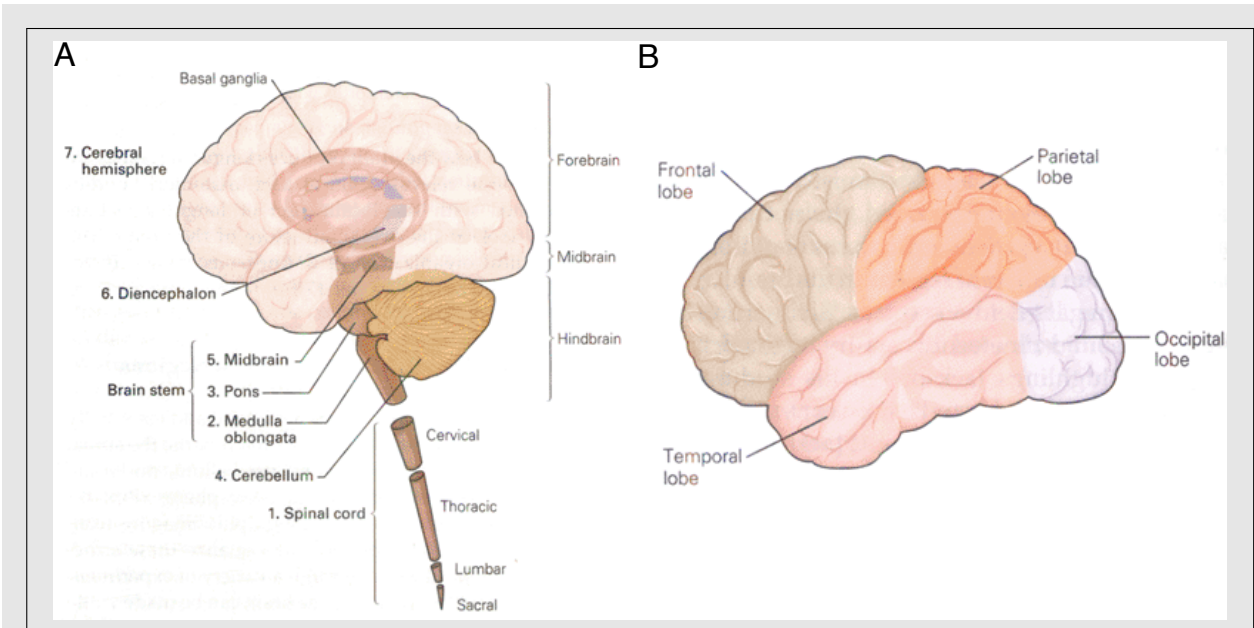 A
Basal ganglia
7. Cerebral
hemisphere
Forebrain
Midbrain
6. Diencephalon
Hindbrain
5. Midbrain
Brain stem
3. Pons
2. Medulla
oblongata
Cervical
4. Cerebellum
Thoracic
1. Spinal cord
Lumbar
Sacral
B
Frontal
lobe
Parietal
lobe
Occipital
lobe
Temporal
lobe